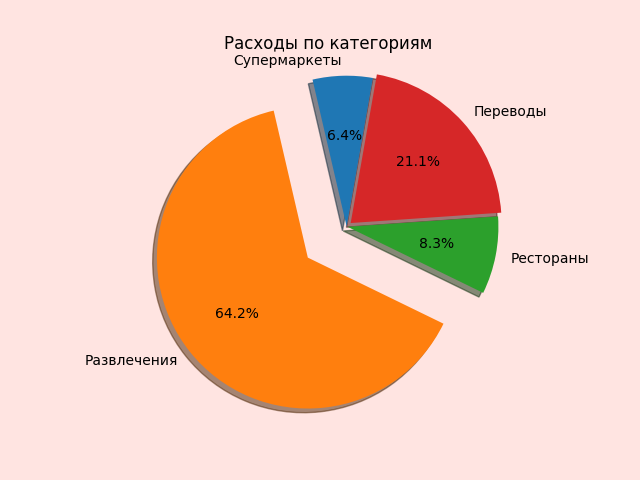 Расходы по категориям
Супермаркеты
6.4%
Переводы
21.1%
8.3%
Рестораны
64.2%
Развлечения